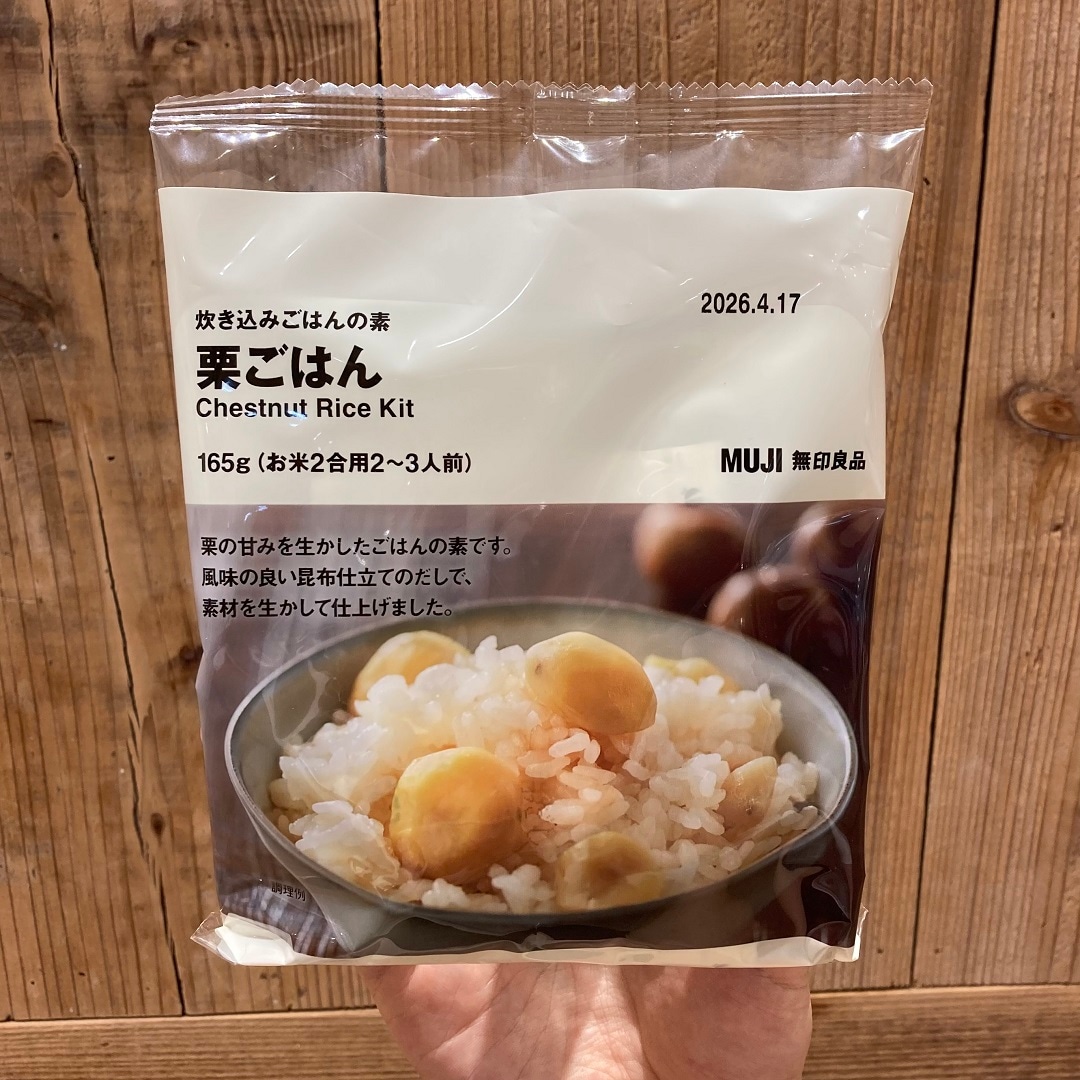 2026.4.17
炊き込みごはんの素
栗ごはん
Chestnut Rice Kit
165g（お米2合用2～3人前）
MUJI 無印良品
栗の甘みを生かしたごはんの素です。
風味の良い昆布仕立てのだしで、
素材を生かして仕上げました。
調理例